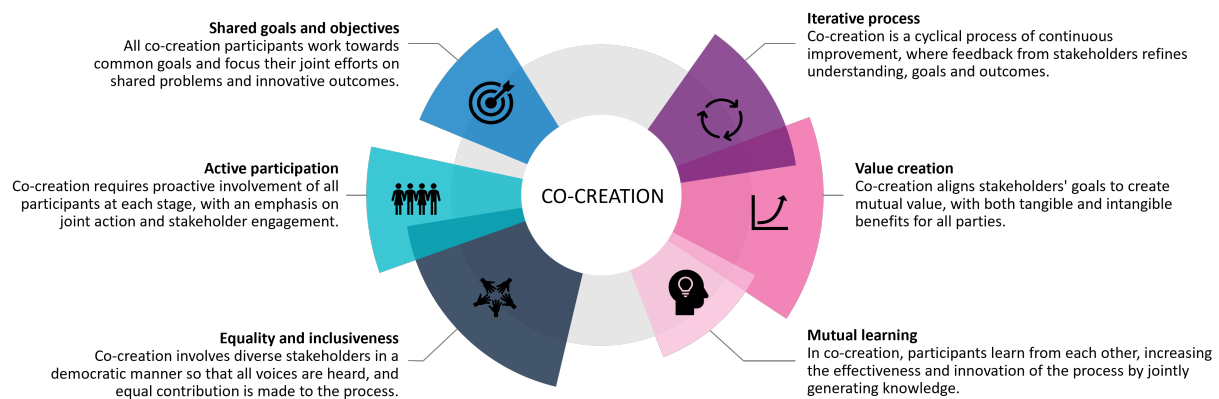 Shared goals and objectives
All co-creation participants work towards
common goals and focus their joint efforts on
shared problems and innovative outcomes.
Active participation
Co-creation requires proactive involvement of all
participants at each stage, with an emphasis on
joint action and stakeholder engagement.
Equality and inclusiveness
Co-creation involves diverse stakeholders in a
democratic manner so that all voices are heard, and
equal contribution is made to the process.
CO-CREATION
Iterative process
Co-creation is a cyclical process of continuous
improvement, where feedback from stakeholders refines
understanding, goals and outcomes.
Value creation
Co-creation aligns stakeholders' goals to create
mutual value, with both tangible and intangible
benefits for all parties.
Mutual learning
In co-creation, participants learn from each other, increasing
the effectiveness and innovation of the process by jointly
generating knowledge.